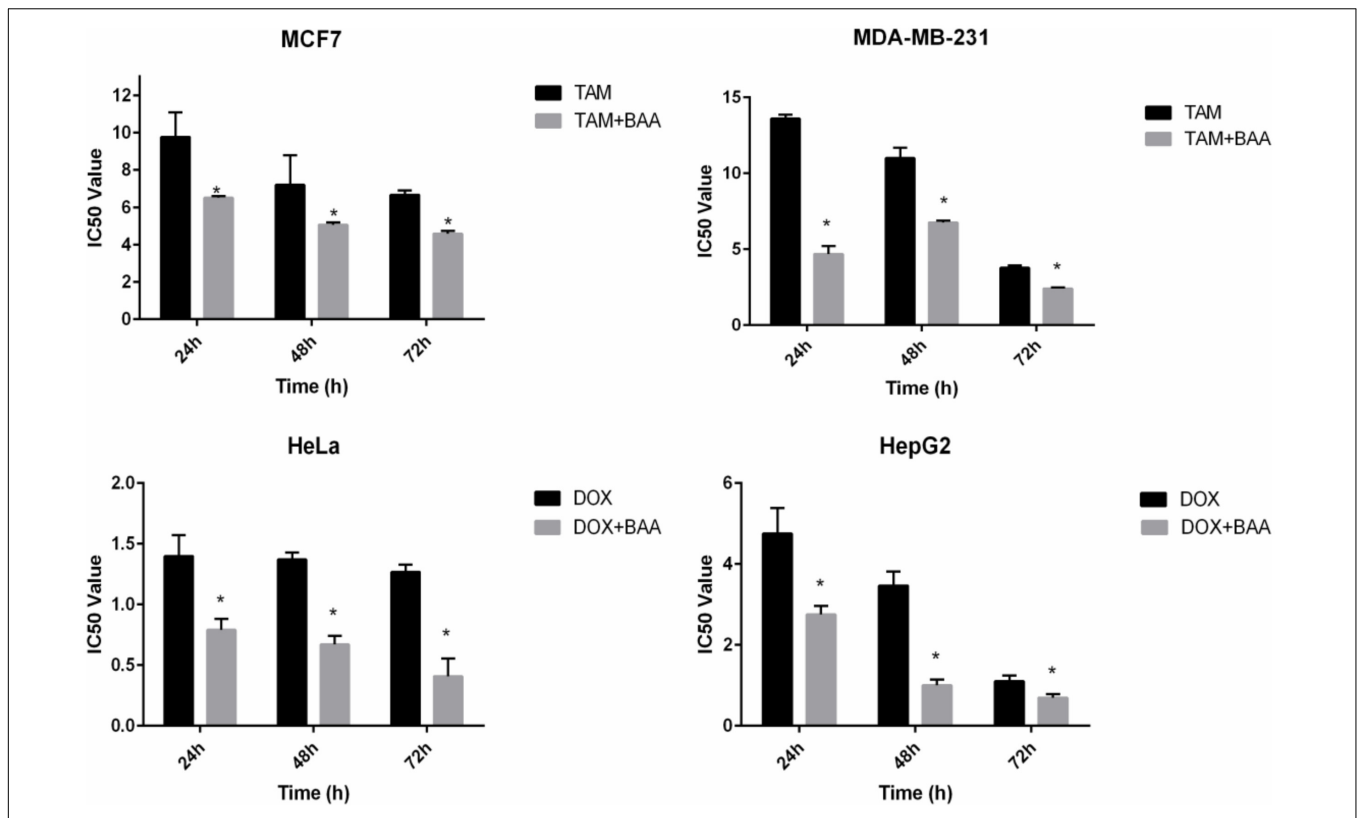 MCF7
IC50 Value
12
10
8
6
4
2
0
*
*
*
24h
48h
72h
Time (h)
TAM
TAM+BAA
MDA-MB-231
IC50 Value
15
10
5
0
*
*
*
24h
48h
72h
Time (h)
TAM
TAM+BAA
HeLa
IC50 Value
2.0
1.5
1.0
0.5
0.0
*
*
*
24h
48h
72h
Time (h)
DOX
DOX+BAA
HepG2
IC50 Value
6
4
2
0
*
*
*
24h
48h
72h
Time (h)
DOX
DOX+BAA